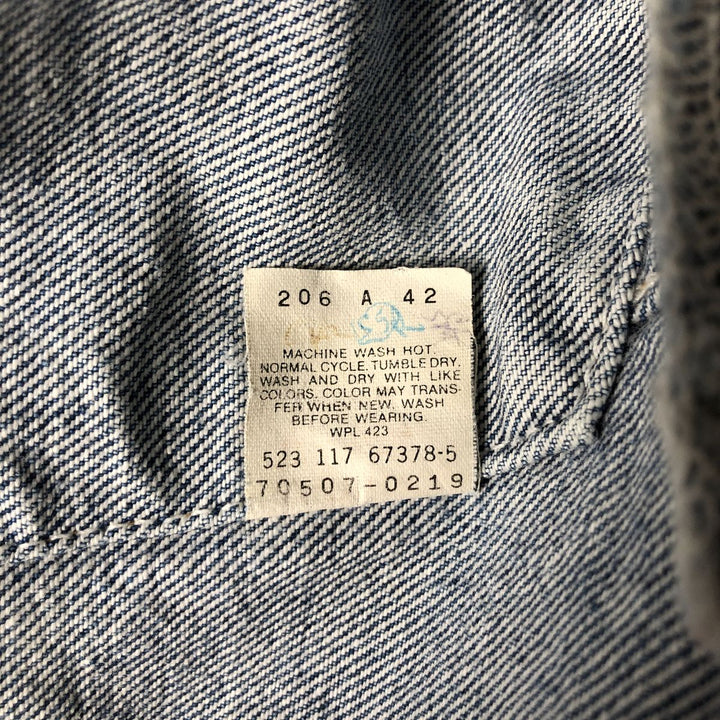 206 A 42
MACHINE WASH HOT
NORMAL CYCLE. TUMBLE DRY.
WASH AND DRY WITH LIKE
COLORS. COLOR MAY TRANS-
FER WHEN NEW. WASH
BEFORE WEARING.
WPL 423
523 117 67378-5
70507-0219